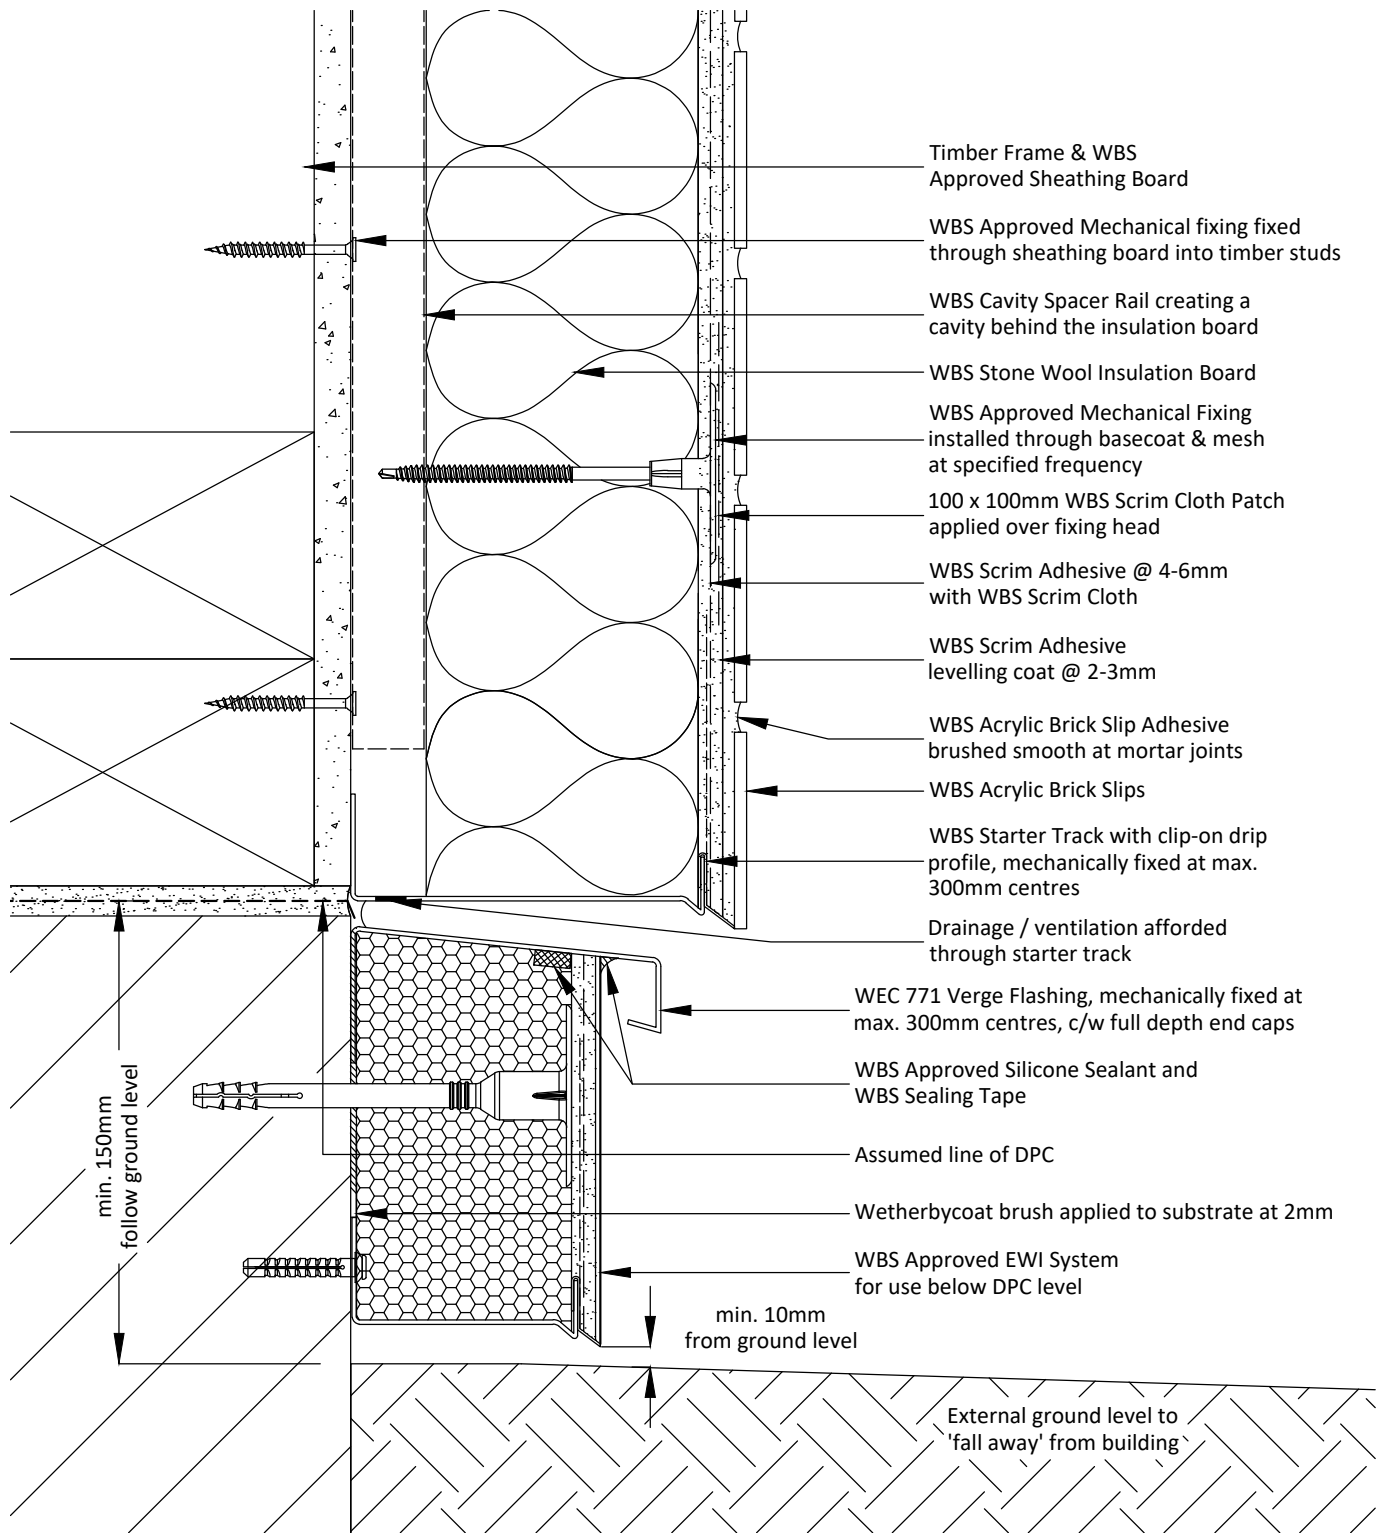 Timber Frame & WBS
Approved Sheathing Board
WBS Approved Mechanical fixing fixed
through sheathing board into timber studs
WBS Cavity Spacer Rail creating a
cavity behind the insulation board
WBS Stone Wool Insulation Board
WBS Approved Mechanical Fixing
installed through basecoat & mesh
at specified frequency
100 x 100mm WBS Scrim Cloth Patch
applied over fixing head
WBS Scrim Adhesive @ 4-6mm
with WBS Scrim Cloth
WBS Scrim Adhesive
levelling coat @ 2-3mm
WBS Acrylic Brick Slip Adhesive
brushed smooth at mortar joints
WBS Acrylic Brick Slips
WBS Starter Track with clip-on drip
profile, mechanically fixed at max.
300mm centres
Drainage / ventilation afforded
through starter track
WEC 771 Verge Flashing, mechanically fixed at
max. 300mm centres, c/w full depth end caps
WBS Approved Silicone Sealant and
WBS Sealing Tape
Assumed line of DPC
Wetherbycoat brush applied to substrate at 2mm
WBS Approved EWI System
for use below DPC level
min. 150mm
follow ground level
min. 10mm
from ground level
External ground level to
'fall away' from building